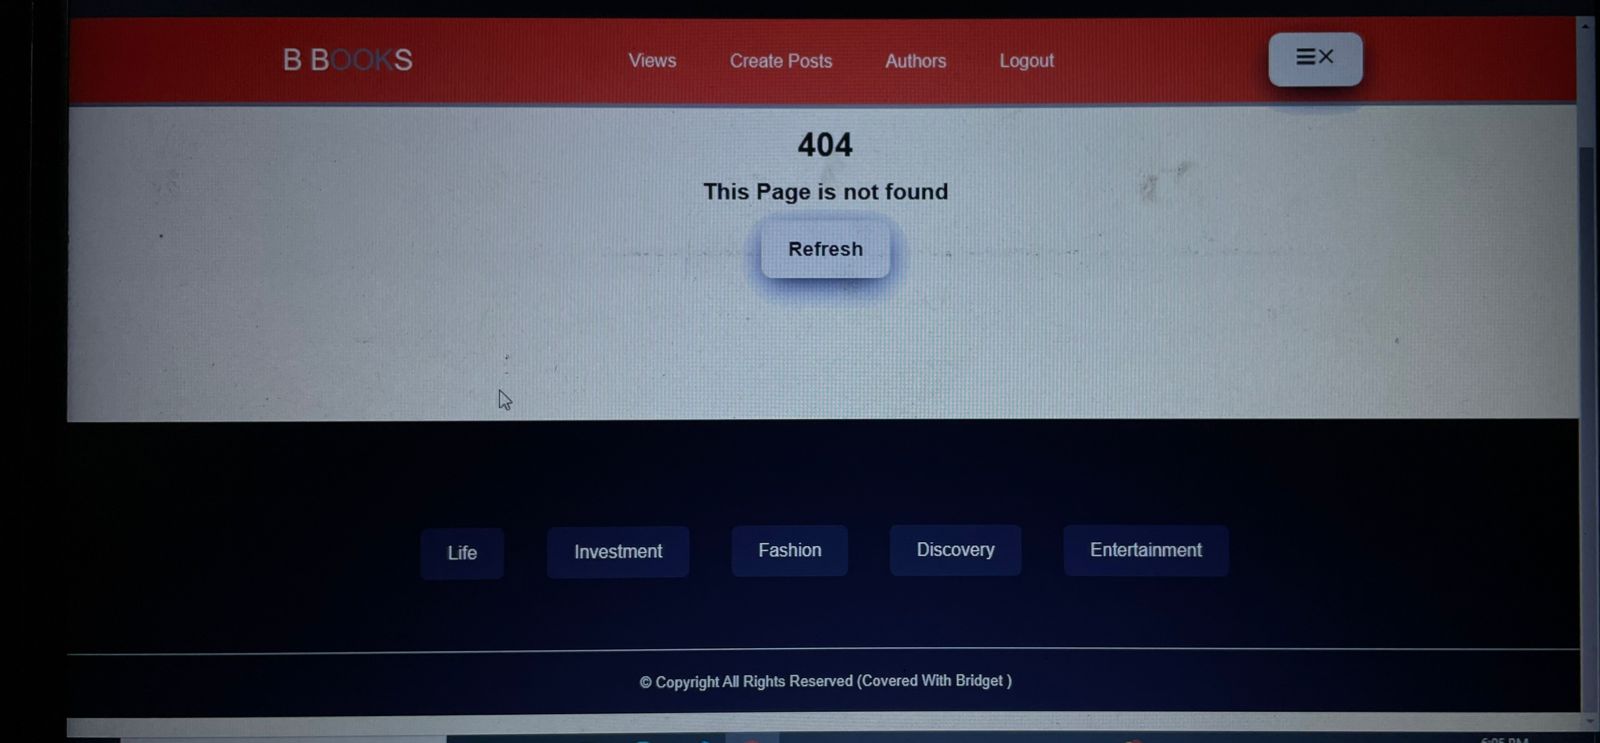 B BOOKS Views Create Posts Authors Logout
404
This Page is not found
Refresh
Life Investment Fashion Discovery Entertainment
© Copyright All Rights Reserved (Covered With Bridget )